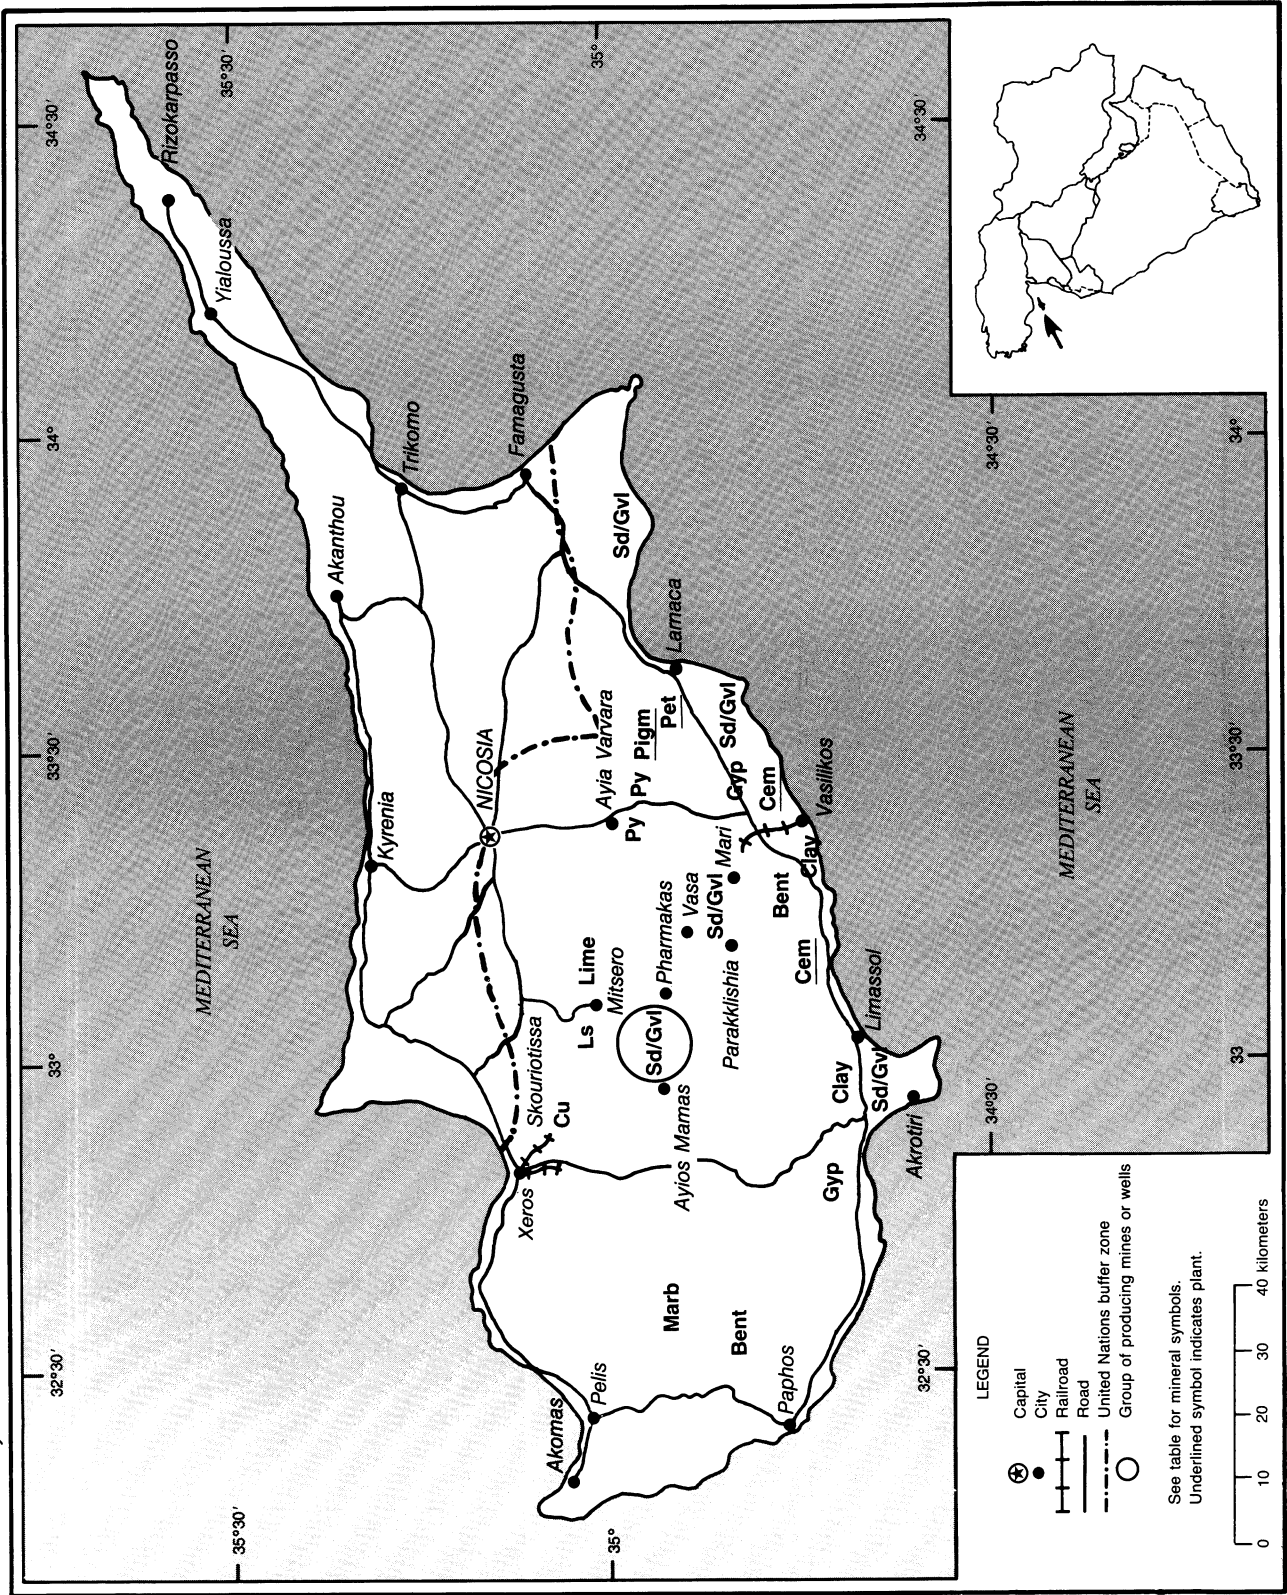 34°30'
34°
33°30'
33°
32°30'
35°30'
35°30'
MEDITERRANEAN
SEA
Rizokarpasso
Yialoussa
Akanthou
Trikomo
Kyrenia
Famagusta
NICOSIA
35°
35°
Xeros
Skouriotissa
Cu
Akomas
Pelis
Ls
Lime
Mitsero
Ayia Varvara
Py
Py
Pigm
Pet
Sd/Gvl
Larnaca
Sd/Gvl
Pharmakas
Ayios Mamas
Marb
Vasa
Sd/Gvl
Mari
Parakklishia
Gyp
Sd/Gvl
Cem
Bent
Bent
Clay
Vasilikos
Paphos
Cem
Gyp
Clay
Sd/Gvl
Limassol
Akrotiri
MEDITERRANEAN
SEA
34°30'
34°30'
32°30'
33
33°30'
34°
34°30'
LEGEND
Capital
City
Railroad
Road
United Nations buffer zone
Group of producing mines or wells
See table for mineral symbols.
Underlined symbol indicates plant.
0 10 20 30 40 kilometers